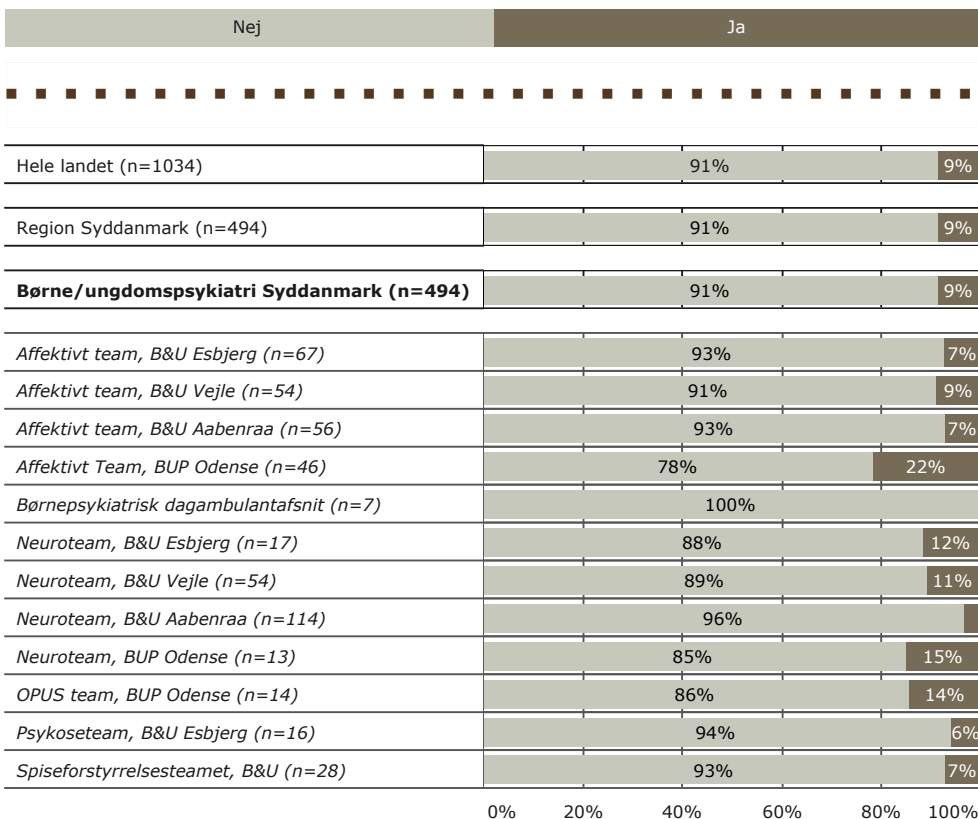 Nej Ja
Hele landet (n=1034) 91% 9%
Region Syddanmark (n=494) 91% 9%
Børne/ungdomspsykiatri Syddanmark (n=494) 91% 9%
Affektivt team, B&U Esbjerg (n=67) 93% 7%
Affektivt team, B&U Vejle (n=54) 91% 9%
Affektivt team, B&U Aabenraa (n=56) 93% 7%
Affektivt Team, BUP Odense (n=46) 78% 22%
Børnepsykiatrisk dagambulantafsnit (n=7) 100%
Neuroteam, B&U Esbjerg (n=17) 88% 12%
Neuroteam, B&U Vejle (n=54) 89% 11%
Neuroteam, B&U Aabenraa (n=114) 96%
Neuroteam, BUP Odense (n=13) 85% 15%
OPUS team, BUP Odense (n=14) 86% 14%
Psykoseteam, B&U Esbjerg (n=16) 94% 6%
Spiseforstyrrelsesteamet, B&U (n=28) 93% 7%
0% 20% 40% 60% 80% 100%